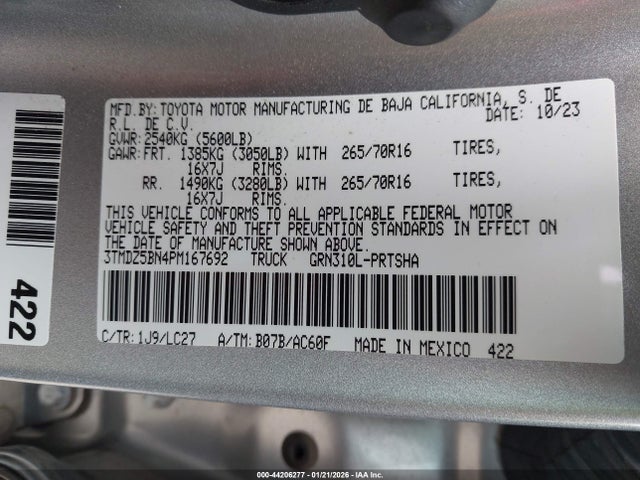 MFD.BY:TOYOTA MOTOR MANUFACTURING DE BAJA CALIFORNIA, S. DE
R.L. DE C.V. DATE: 10/23
GVWR: 2540KG (5600LB)
GAWR: FRT. 1385KG (3050LB) WITH 265/70R16 TIRES,
16X7J RIMS.
RR. 1490KG (3280LB) WITH 265/70R16 TIRES,
16X7J RIMS.
THIS VEHICLE CONFORMS TO ALL APPLICABLE FEDERAL MOTOR
VEHICLE SAFETY AND THEFT PREVENTION STANDARDS IN EFFECT ON
THE DATE OF MANUFACTURE SHOWN ABOVE.
3TMDZ5BN4PM167692 TRUCK GRN310L-PRTSHA
C/TR:1J9/LC27 A/TM:B07B/AC60F MADE IN MEXICO 422
422
000-44206277 - 01/21/2026 - IAA Inc.